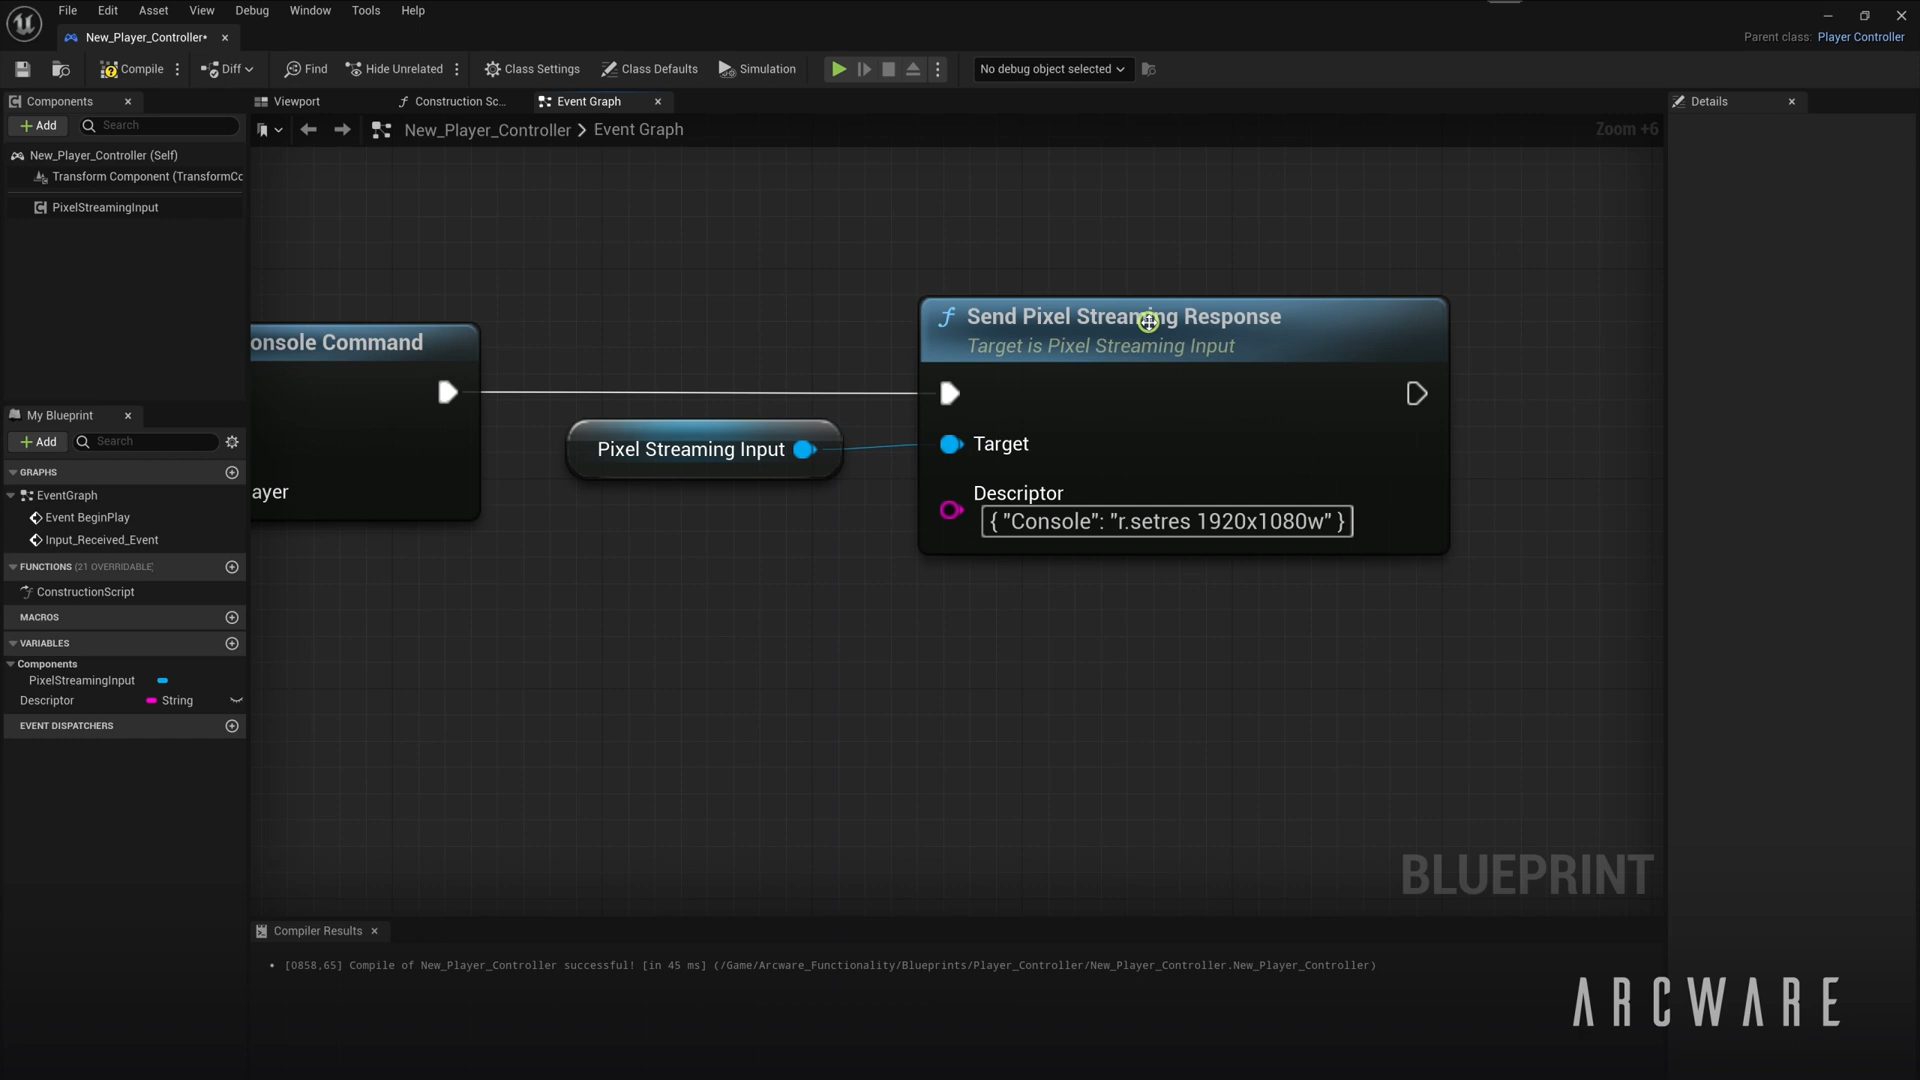 File Edit Asset View Debug Window Tools Help
New_Player_Controller•
Parent class: Player Controller
Compile Diff Find Hide Unrelated Class Settings Class Defaults Simulation No debug object selected
Components
Viewport
Construction Sc...
Event Graph
Details
Add Search
New_Player_Controller > Event Graph
Zoom +6
New_Player_Controller (Self)
Transform Component (TransformCc
PixelStreamingInput
onsole Command
ayer
Pixel Streaming Input
Send Pixel Streaming Response
Target is Pixel Streaming Input
Target
Descriptor
{ "Console": "r.setres 1920x1080w" }
My Blueprint
Add Search
GRAPHS
EventGraph
Event BeginPlay
Input_Received_Event
FUNCTIONS (21 OVERRIDABLE)
ConstructionScript
MACROS
VARIABLES
Components
PixelStreamingInput
Descriptor String
EVENT DISPATCHERS
BLUEPRINT
Compiler Results
• [0858,65] Compile of New_Player_Controller successful! [in 45 ms] (/Game/Arcware_Functionality/Blueprints/Player_Controller/New_Player_Controller.New_Player_Controller)
ARCWARE